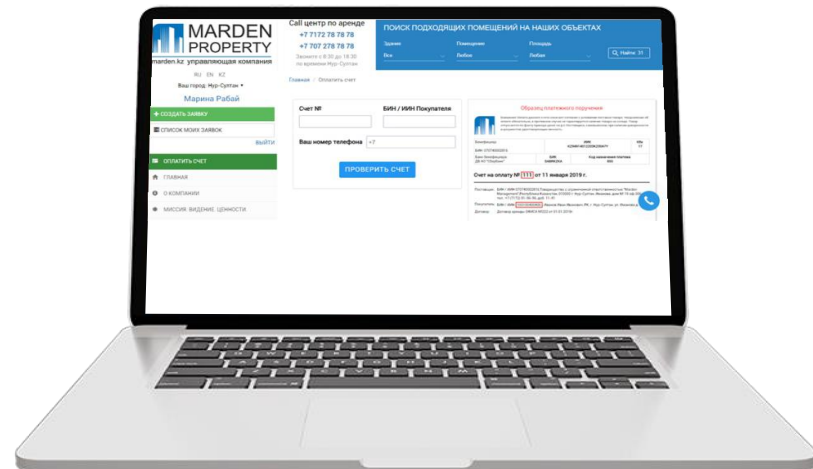 MARDEN
PROPERTY
marden.kz управляющая компания
RU EN KZ
Ваш город: Нур-Султан
Марина Рабай
+ СОЗДАТЬ ЗАЯВКУ
СПИСОК МОИХ ЗАЯВОК
ВЫЙТИ
ОПЛАТИТЬ СЧЕТ
ГЛАВНАЯ
О КОМПАНИИ
МИССИЯ. ВИДЕНИЕ. ЦЕННОСТИ
Call центр по аренде
+7 7172 78 78 78
+7 707 278 78 78
Звоните с 8:30 до 18:30
по времени Нур-Султан
ПОИСК ПОДХОДЯЩИХ ПОМЕЩЕНИЙ НА НАШИХ ОБЪЕКТАХ
Здание Помещение Площадь
Все Любое Любая
Найти 31
Главная / Оплатить счет
Счет № БИН / ИИН Покупателя
Ваш номер телефона +7
ПРОВЕРИТЬ СЧЕТ
Образец платежного поручения
Счет на оплату № 111 от 11 января 2019 г.